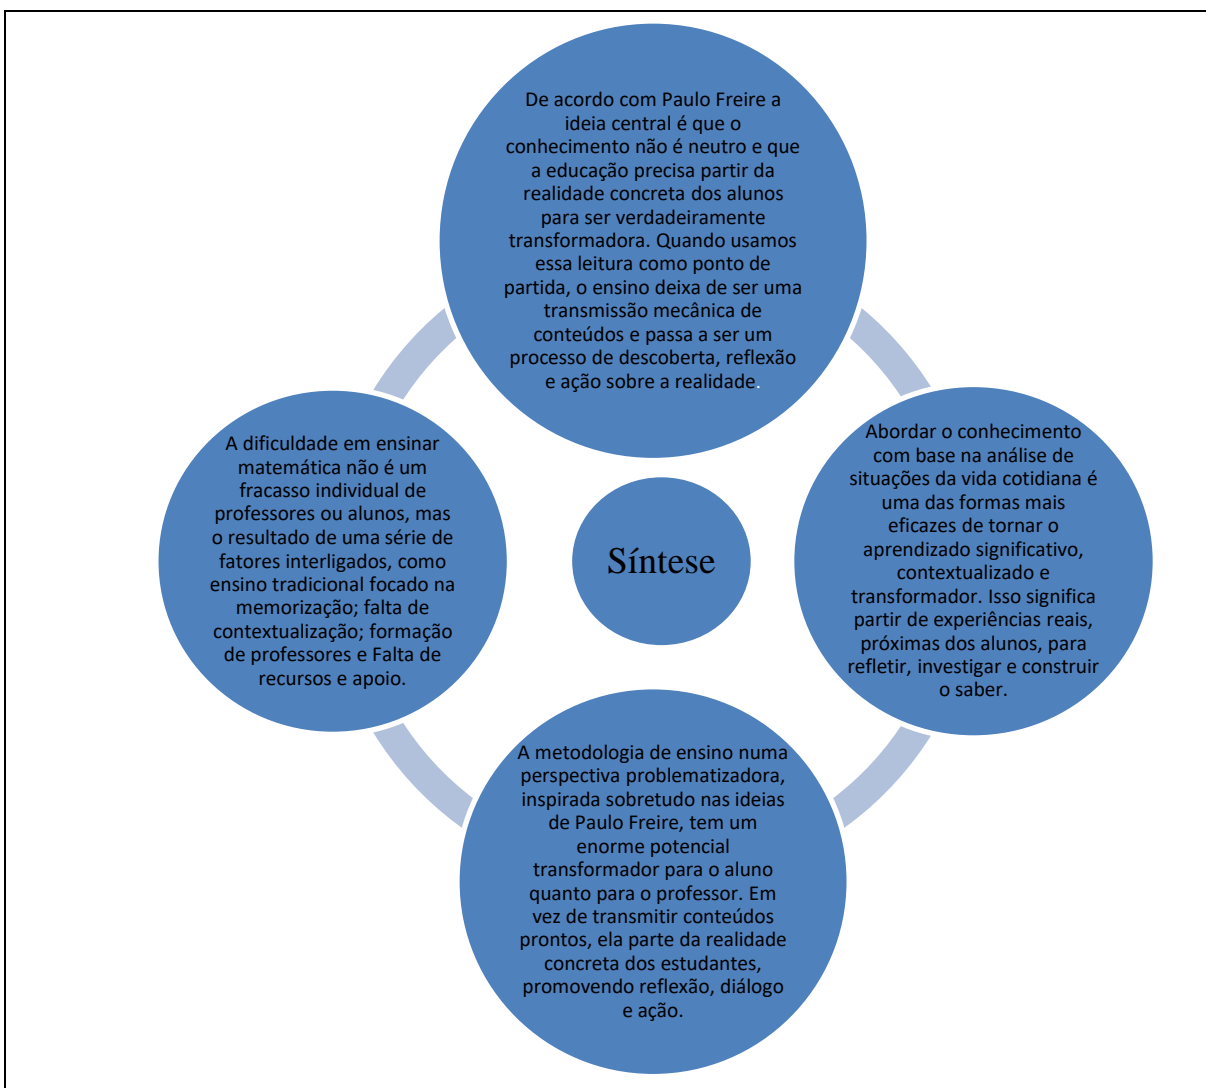 De acordo com Paulo Freire a
ideia central é que o
conhecimento não é neutro e que
a educação precisa partir da
realidade concreta dos alunos
para ser verdadeiramente
transformadora. Quando usamos
essa leitura como ponto de
partida, o ensino deixa de ser uma
transmissão mecânica de
conteúdos e passa a ser um
processo de descoberta, reflexão
e ação sobre a realidade.
A dificuldade em ensinar
matemática não é um
fracasso individual de
professores ou alunos, mas
o resultado de uma série de
fatores interligados, como
ensino tradicional focado na
memorização; falta de
contextualização; formação
de professores e Falta de
recursos e apoio.
Síntese
Abordar o conhecimento
com base na análise de
situações da vida cotidiana é
uma das formas mais
eficazes de tornar o
aprendizado significativo,
contextualizado e
transformador. Isso significa
partir de experiências reais,
próximas dos alunos, para
refletir, investigar e construir
o saber.
A metodologia de ensino numa
perspectiva problematizadora,
inspirada sobretudo nas ideias
de Paulo Freire, tem um
enorme potencial
transformador para o aluno
quanto para o professor. Em
vez de transmitir conteúdos
prontos, ela parte da realidade
concreta dos estudantes,
promovendo reflexão, diálogo
e ação.